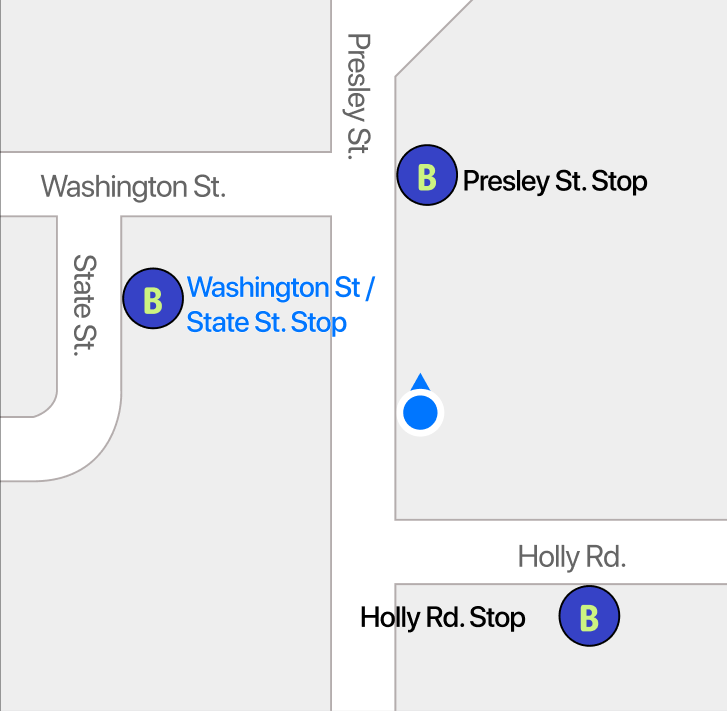 Presley St.
Washington St.
B
Presley St. Stop
State St.
B
Washington St /
State St. Stop
Holly Rd.
Holly Rd. Stop
B